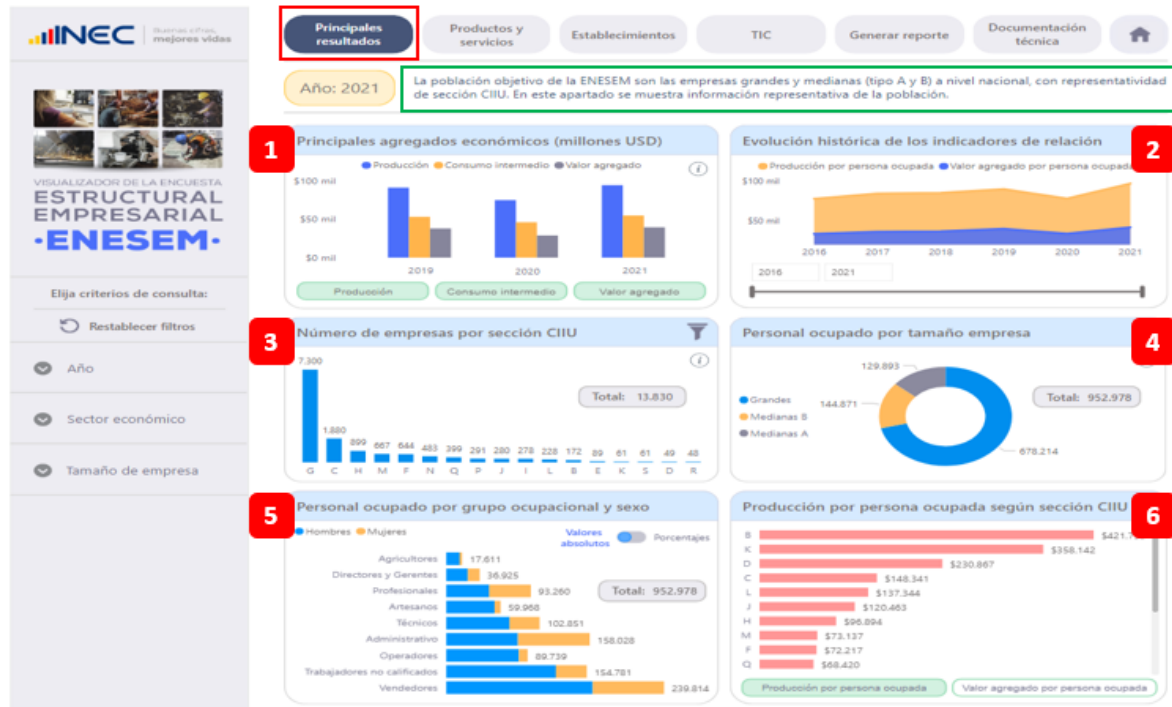 INEC
Buenas cifras,
mejores vidas
Principales
resultados
Productos y
servicios
Establecimientos
TIC
Generar reporte
Documentación
técnica
Año: 2021
La población objetivo de la ENESEM son las empresas grandes y medianas (tipo A y B) a nivel nacional, con representatividad
de sección CIIU. En este apartado se muestra información representativa de la población.
VISUALIZADOR DE LA ENCUESTA
ESTRUCTURAL
EMPRESARIAL
·ENESEM·
Elija criterios de consulta:
Restablecer filtros
Año
Sector económico
Tamaño de empresa
1
Principales agregados económicos (millones USD)
Producción Consumo intermedio Valor agregado
$100 mil
$50 mil
$0 mil
2019 2020 2021
Producción Consumo intermedio Valor agregado
Evolución histórica de los indicadores de relación
2
Producción por persona ocupada Valor agregado por persona ocupada
$100 mil
$50 mil
2016 2017 2018 2019 2020 2021
2016 2021
3
Número de empresas por sección CIIU
7.300 1.880 899 667 644 483 399 291 280 278 228 172 89 61 61 49 48
Total: 13.830
G C H M F N Q P J I L B E K S D R
Personal ocupado por tamaño empresa
4
Grandes
Medianas B
Medianas A
129.893
144.871
678.214
Total: 952.978
5
Personal ocupado por grupo ocupacional y sexo
Hombres Mujeres
Valores
absolutos
Porcentajes
Agricultores 17.611
Directores y Gerentes 36.925
Profesionales 93.260
Artesanos 59.968
Técnicos 102.851
Administrativo 158.028
Operadores 89.739
Trabajadores no calificados 154.781
Vendedores 239.814
Total: 952.978
Producción por persona ocupada según sección CIIU
6
B
K $358.142
D $230.867
C $148.341
L $137.344
J $120.463
H $96.894
M $73.137
F $72.217
Q $68.420
Producción por persona ocupada Valor agregado por persona ocupada